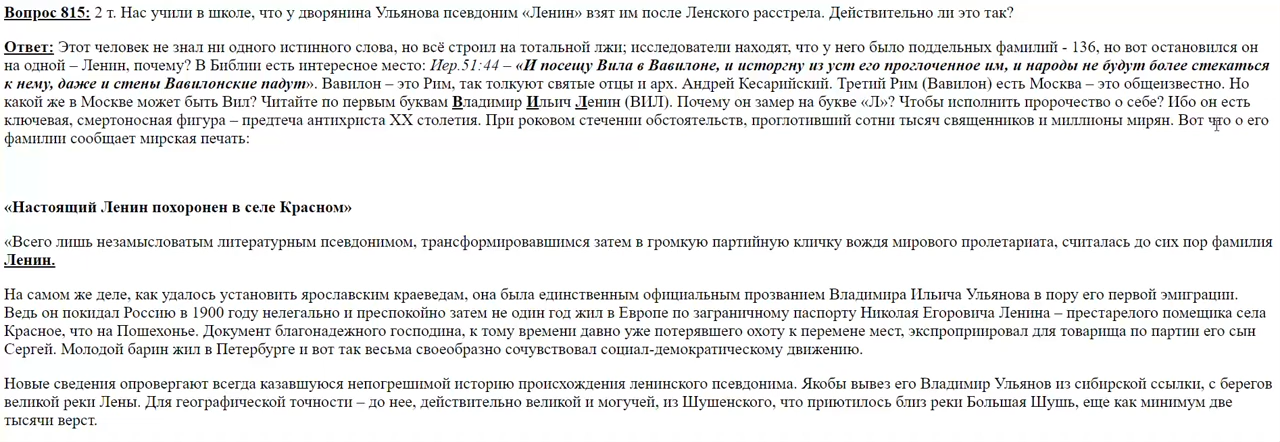 Вопрос 815: 2 т. Нас учили в школе, что у дворянина Ульянова псевдоним «Ленин» взят им после Ленского расстрела. Действительно ли это так?
Ответ: Этот человек не знал ни одного истинного слова, но всё строил на тотальной лжи; исследователи находят, что у него было поддельных фамилий - 136, но вот остановился он
на одной – Ленин, почему? В Библии есть интересное место: Иер.51:44 – «И посещу Вила в Вавилоне, и исторгну из уст его проглоченное им, и народы не будут более стекаться
к нему, даже и стены Вавилонские падут». Вавилон – это Рим, так толкуют святые отцы и арх. Андрей Кесарийский. Третий Рим (Вавилон) есть Москва – это общеизвестно. Но
какой же в Москве может быть Вил? Читайте по первым буквам Владимир Ильич Ленин (ВИЛ). Почему он замер на букве «Л»? Чтобы исполнить пророчество о себе? Ибо он есть
ключевая, смертоносная фигура – предтеча антихриста XX столетия. При роковом стечении обстоятельств, проглотивший сотни тысяч священников и миллионы мирян. Вот что о его
фамилии сообщает мирская печать:
«Настоящий Ленин похоронен в селе Красном»
«Всего лишь незамысловатым литературным псевдонимом, трансформировавшимся затем в громкую партийную кличку вождя мирового пролетариата, считалась до сих пор фамилия
Ленин.
На самом же деле, как удалось установить ярославским краеведам, она была единственным официальным прозванием Владимира Ильича Ульянова в пору его первой эмиграции.
Ведь он покидал Россию в 1900 году нелегально и преспокойно затем не один год жил в Европе по заграничному паспорту Николая Егоровича Ленина – престарелого помещика села
Красное, что на Пошехонье. Документ благонадежного господина, к тому времени давно уже потерявшего охоту к перемене мест, экспроприировал для товарища по партии его сын
Сергей. Молодой барин жил в Петербурге и вот так весьма своеобразно сочувствовал социал-демократическому движению.
Новые сведения опровергают всегда казавшуюся непогрешимой историю происхождения ленинского псевдонима. Якобы вывез его Владимир Ульянов из сибирской ссылки, с берегов
великой реки Лены. Для географической точности – до нее, действительно великой и могучей, из Шушенского, что приютилось близ реки Большая Шушь, еще как минимум две
тысячи верст.